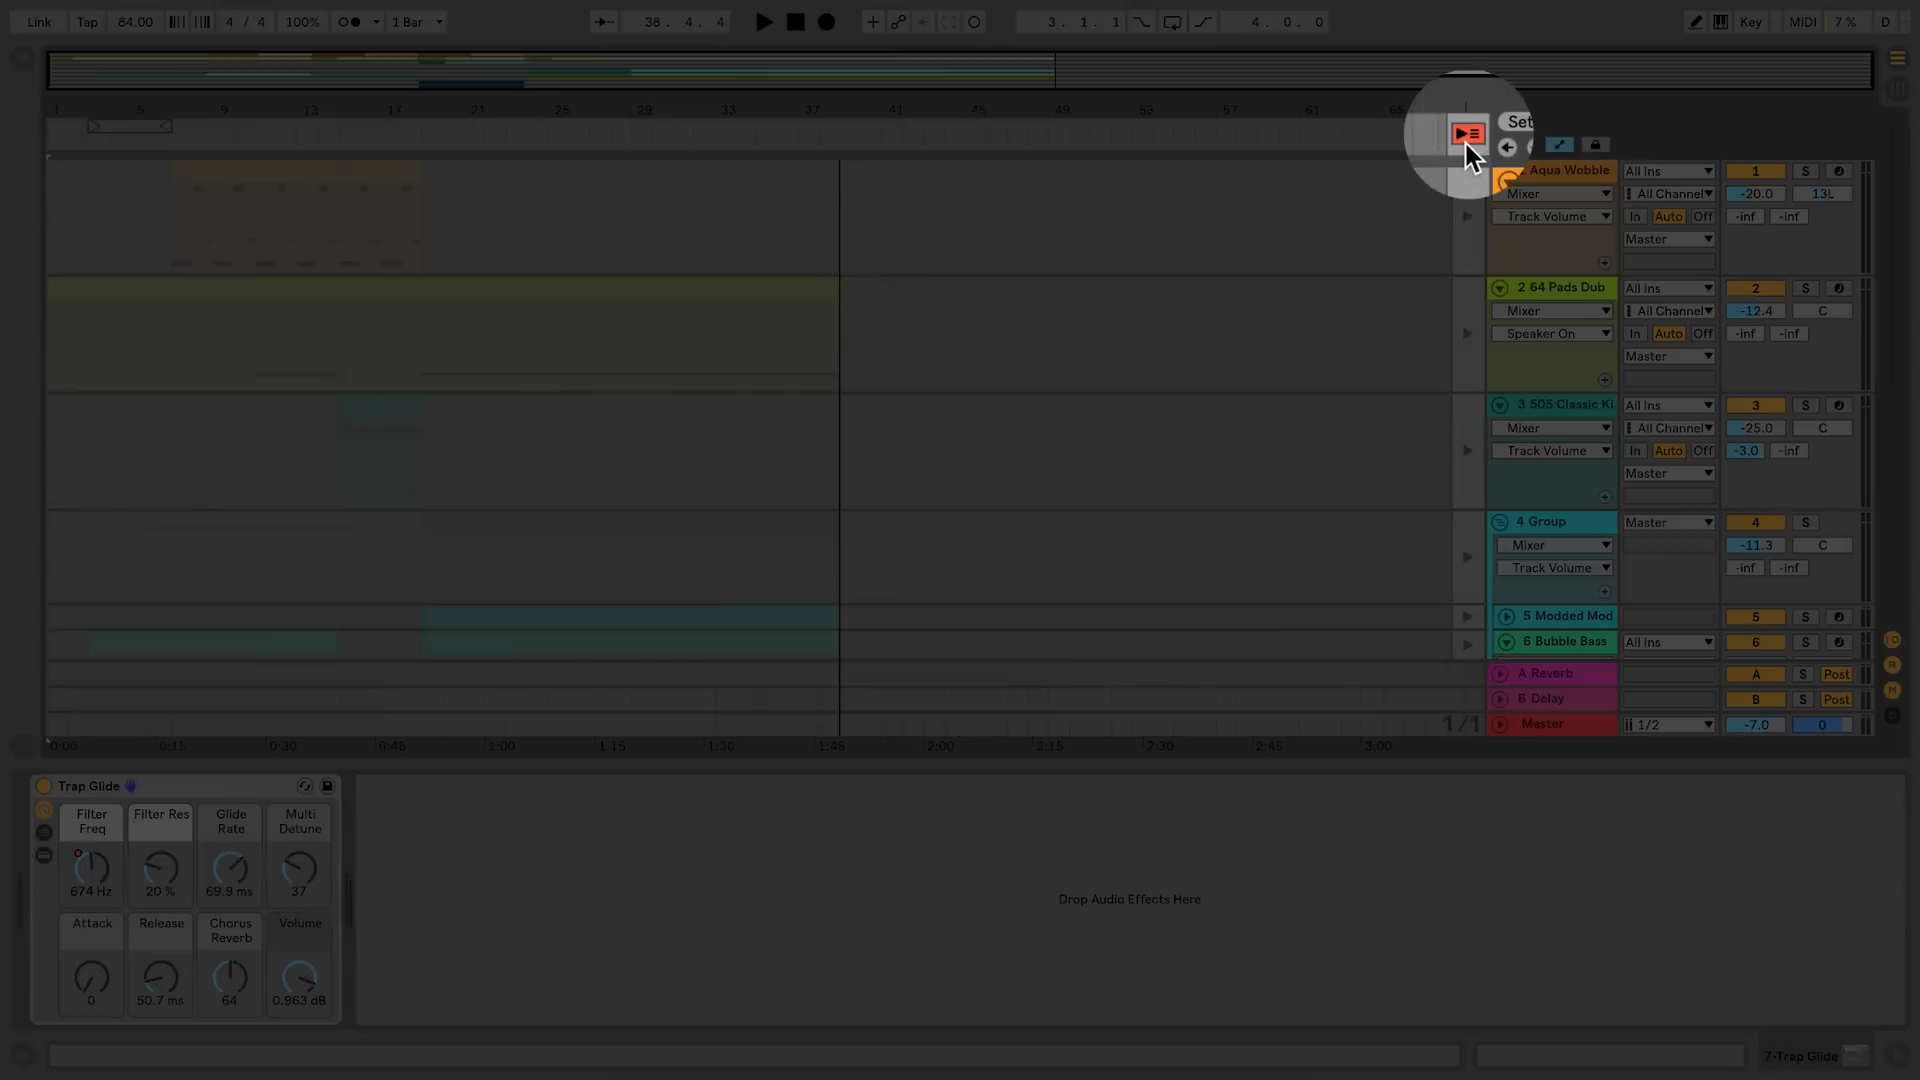 Link Tap 84.00 4 / 4 100% 1 Bar 38 . 4 . 4 3 . 1 . 1 4 . 0 . 0 Key MIDI 7 % D
1 5 9 13 17 21 25 29 33 37 41 45 49 53 57 61 65
Set
Aqua Wobble All Ins 1 S
Mixer All Channel -20.0 13L
Track Volume In Auto Off -inf -inf
Master
2 64 Pads Dub All Ins 2 S
Mixer All Channel -12.4 C
Speaker On In Auto Off -inf -inf
Master
3 505 Classic Ki All Ins 3 S
Mixer All Channel -25.0 C
Track Volume In Auto Off -3.0 -inf
Master
4 Group Master 4 S
Mixer -11.3 C
Track Volume -inf -inf
5 Modded Mod 5 S
6 Bubble Bass All Ins 6 S
A Reverb A S Post
B Delay B S Post
1/1 Master 1/2 -7.0 0
0:00 0:15 0:30 0:45 1:00 1:15 1:30 1:45 2:00 2:15 2:30 2:45 3:00
Trap Glide
Filter Freq Filter Res Glide Rate Multi Detune
674 Hz 20 % 69.9 ms 37
Drop Audio Effects Here
Attack Release Chorus Reverb Volume
0 50.7 ms 64 0.963 dB
7-Trap Glide